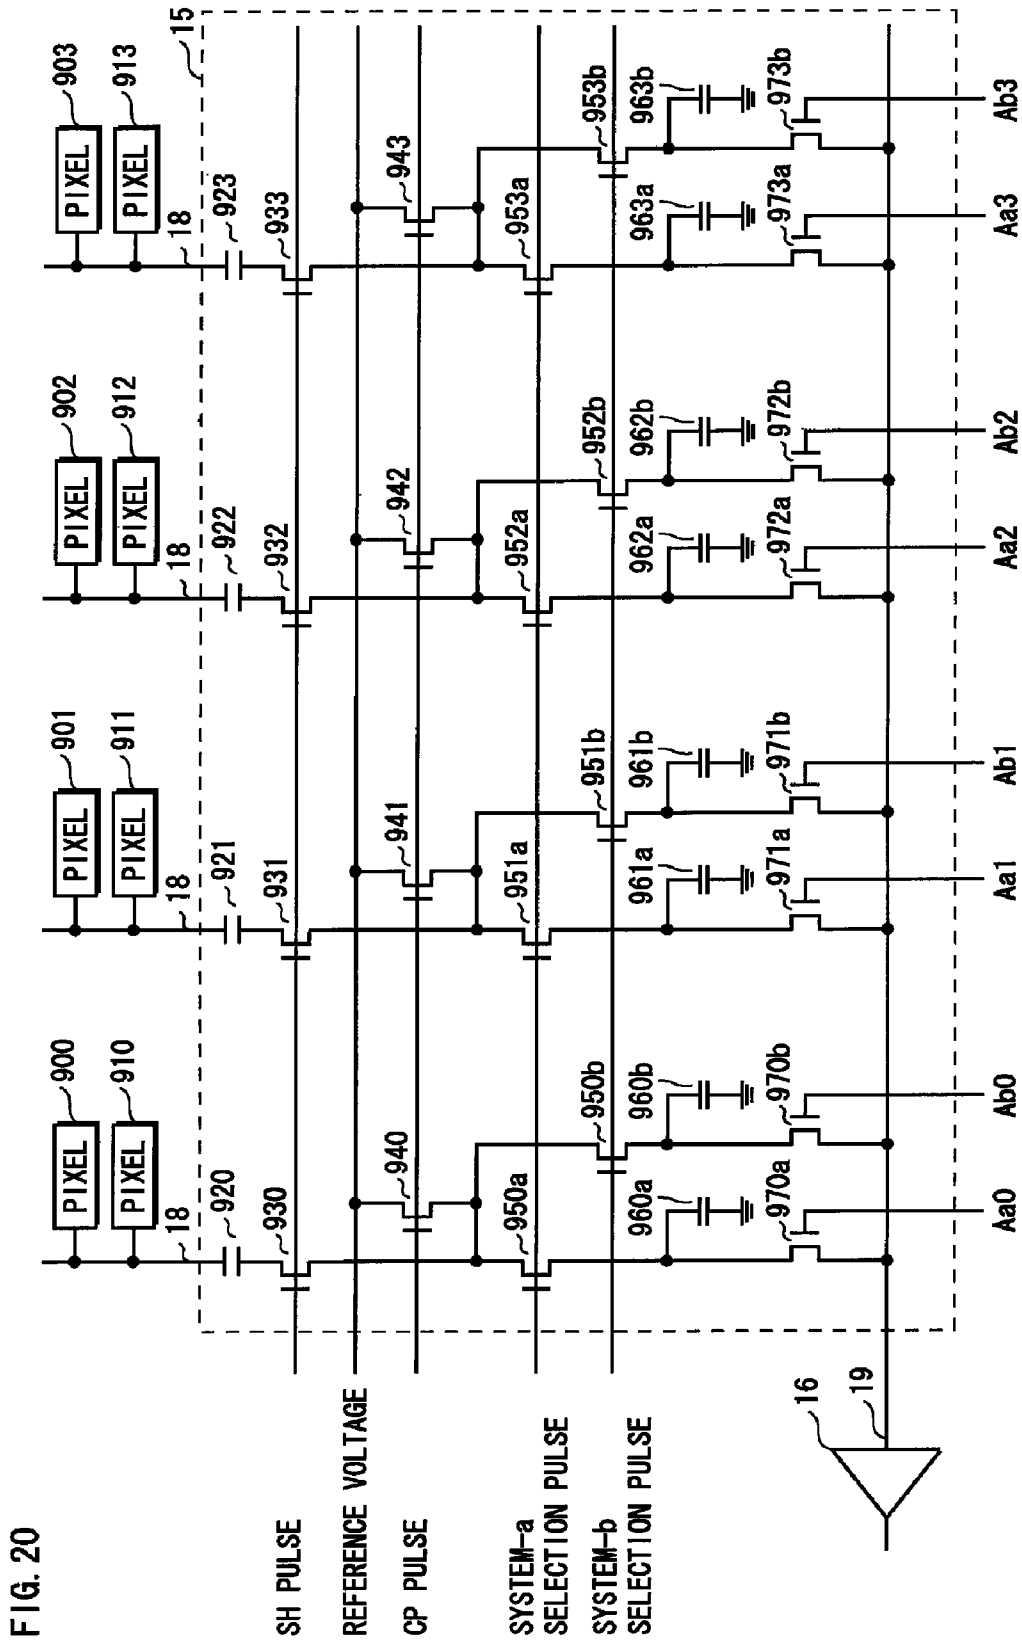 FIG. 20
PIXEL 900
PIXEL 910
18
920
930
940
950a
950b
960a
960b
970a
970b
Aa0
Ab0
PIXEL 901
PIXEL 911
18
921
931
941
951a
951b
961a
961b
971a
971b
Aa1
Ab1
PIXEL 902
PIXEL 912
18
922
932
942
952a
952b
962a
962b
972a
972b
Aa2
Ab2
PIXEL 903
PIXEL 913
18
923
933
943
953a
953b
963a
963b
973a
973b
Aa3
Ab3
15
SH PULSE
REFERENCE VOLTAGE
CP PULSE
SYSTEM-a
SELECTION PULSE
SYSTEM-b
SELECTION PULSE
16
19